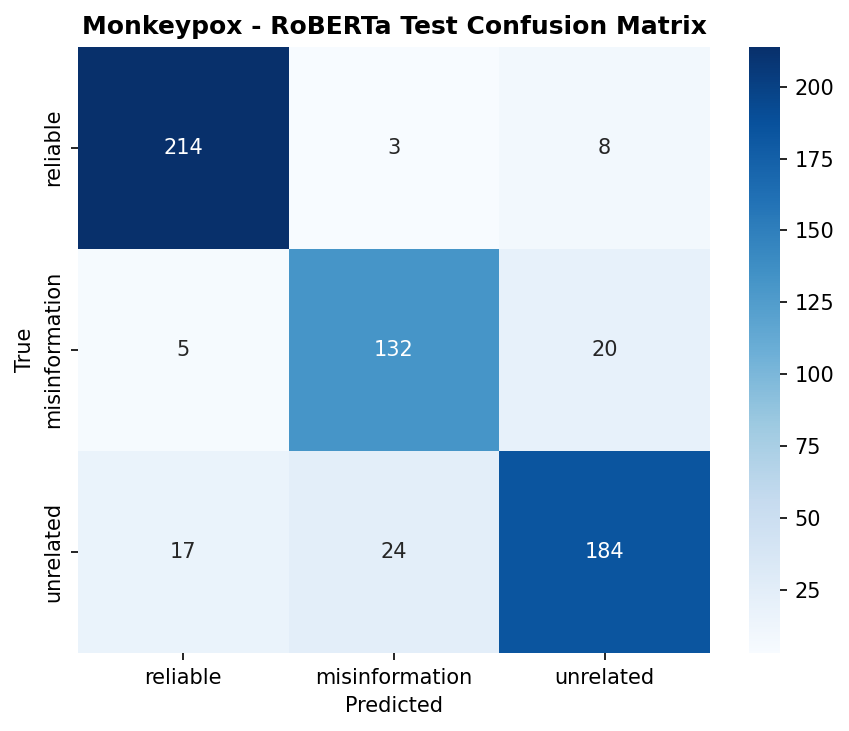 Monkeypox - RoBERTa Test Confusion Matrix
True
reliable
misinformation
unrelated
214 3 8
5 132 20
17 24 184
reliable misinformation unrelated
Predicted
200
175
150
125
100
75
50
25